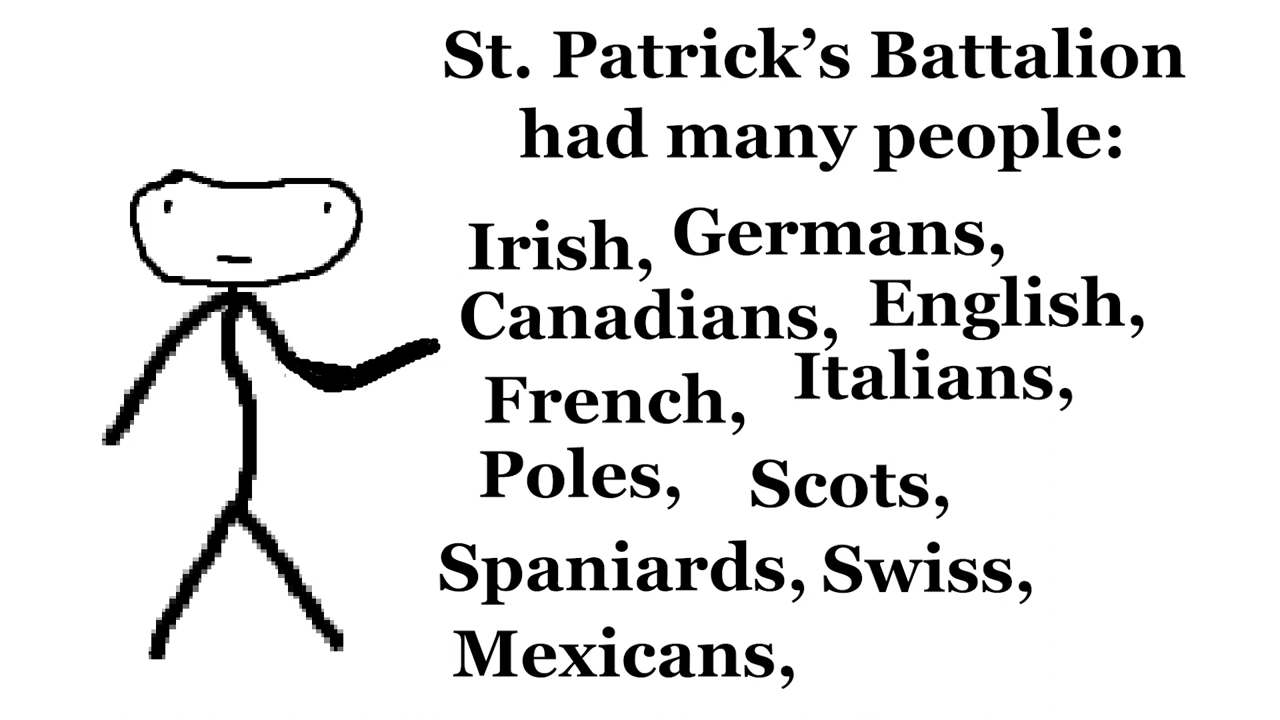 St. Patrick’s Battalion
had many people:
Irish, Germans,
Canadians, English,
French, Italians,
Poles, Scots,
Spaniards, Swiss,
Mexicans,